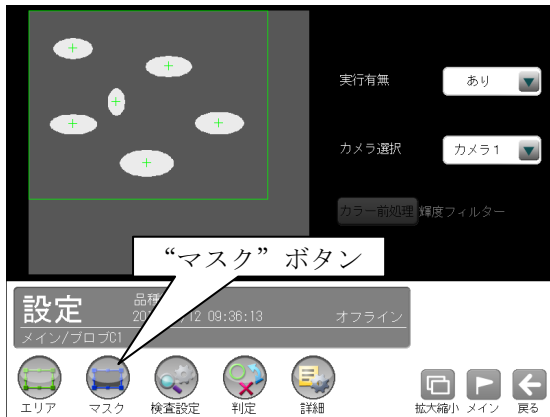 実行有無
あり
カメラ選択
カメラ1
カラー前処理 輝度フィルター
“マスク”ボタン
設定
品種
12 09:36:13
オフライン
メイン/ブロブC1
エリア
マスク
検査設定
判定
詳細
拡大縮小
メイン
戻る